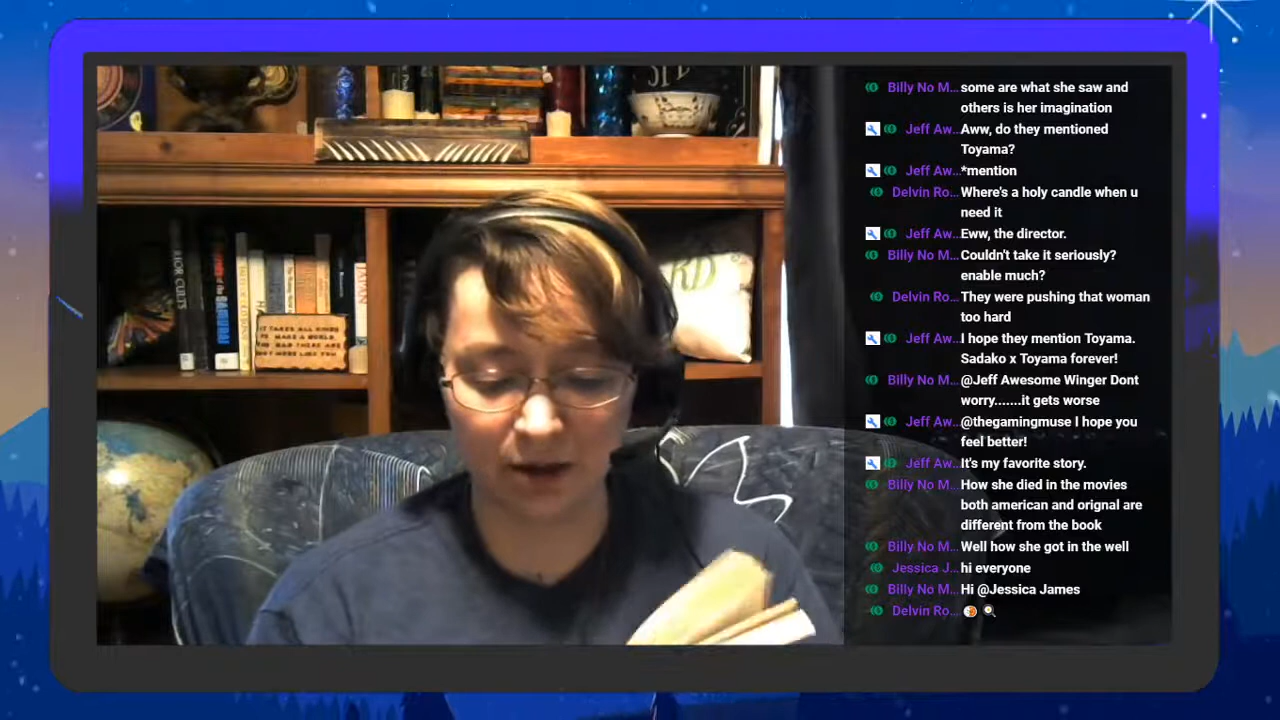 Billy No M... some are what she saw and
others is her imagination
Jeff Aw... Aww, do they mentioned
Toyama?
Jeff Aw... *mention
Delvin Ro... Where's a holy candle when u
need it
Jeff Aw... Eww, the director.
Billy No M... Couldn't take it seriously?
enable much?
Delvin Ro... They were pushing that woman
too hard
Jeff Aw... I hope they mention Toyama.
Sadako x Toyama forever!
Billy No M... @Jeff Awesome Winger Dont
worry.......it gets worse
Jeff Aw... @thegamingmuse I hope you
feel better!
Jeff Aw... It's my favorite story.
Billy No M... How she died in the movies
both american and orignal are
different from the book
Billy No M... Well how she got in the well
Jessica J... hi everyone
Billy No M... Hi @Jessica James
Delvin Ro...
IT TAKES ALL KINDS
TO MAKE A WORLD,
SAMURAI
CULTS